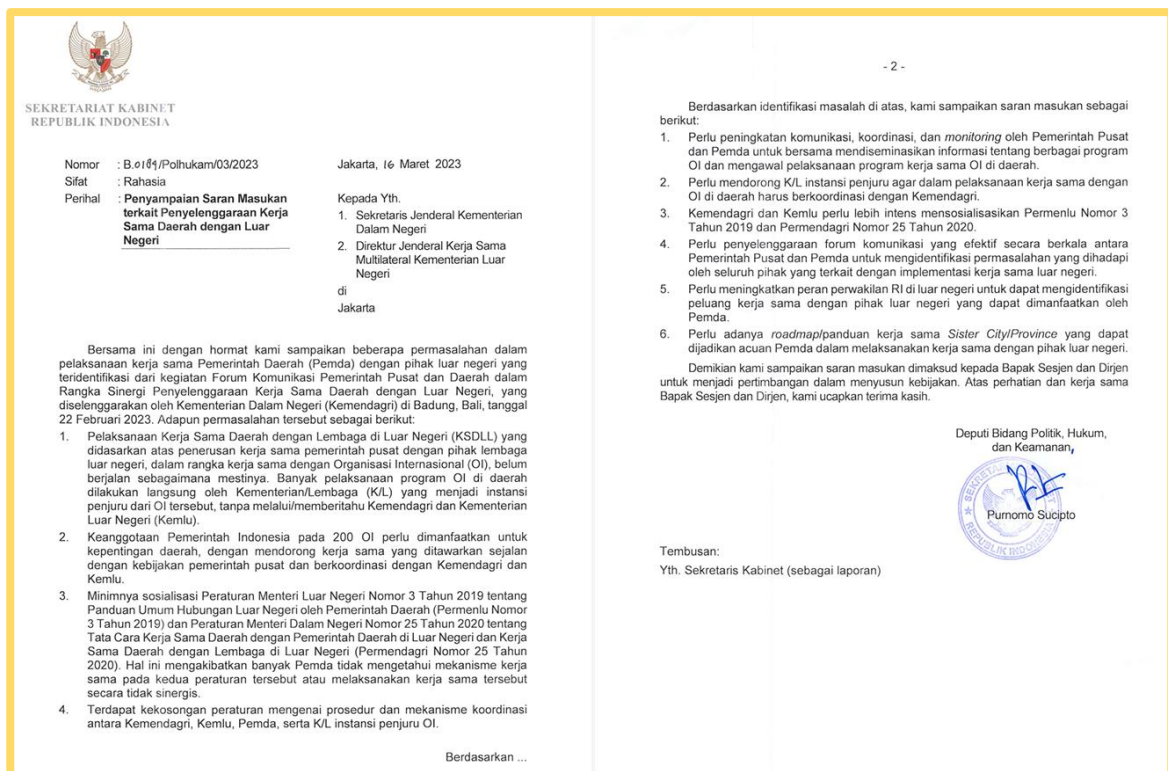 SEKRETARIAT KABINET
REPUBLIK INDONESIA
Nomor : B.0189/Polhukam/03/2023
Sifat : Rahasia
Perihal : Penyampaian Saran Masukan
terkait Penyelenggaraan Kerja
Sama Daerah dengan Luar
Negeri
Jakarta, 16 Maret 2023
Kepada Yth.
1. Sekretaris Jenderal Kementerian
Dalam Negeri
2. Direktur Jenderal Kerja Sama
Multilateral Kementerian Luar
Negeri
di
Jakarta
Bersama ini dengan hormat kami sampaikan beberapa permasalahan dalam
pelaksanaan kerja sama Pemerintah Daerah (Pemda) dengan pihak luar negeri yang
teridentifikasi dari kegiatan Forum Komunikasi Pemerintah Pusat dan Daerah dalam
Rangka Sinergi Penyelenggaraan Kerja Sama Daerah dengan Luar Negeri, yang
diselenggarakan oleh Kementerian Dalam Negeri (Kemendagri) di Badung, Bali, tanggal
22 Februari 2023. Adapun permasalahan tersebut sebagai berikut:
1. Pelaksanaan Kerja Sama Daerah dengan Lembaga di Luar Negeri (KSDLL) yang
didasarkan atas penerusan kerja sama pemerintah pusat dengan pihak lembaga
luar negeri, dalam rangka kerja sama dengan Organisasi Internasional (OI), belum
berjalan sebagaimana mestinya. Banyak pelaksanaan program OI di daerah
dilakukan langsung oleh Kementerian/Lembaga (K/L) yang menjadi instansi
penjuru dari OI tersebut, tanpa melalui/memberitahu Kemendagri dan Kementerian
Luar Negeri (Kemlu).
2. Keanggotaan Pemerintah Indonesia pada 200 OI perlu dimanfaatkan untuk
kepentingan daerah, dengan mendorong kerja sama yang ditawarkan sejalan
dengan kebijakan pemerintah pusat dan berkoordinasi dengan Kemendagri dan
Kemlu.
3. Minimnya sosialisasi Peraturan Menteri Luar Negeri Nomor 3 Tahun 2019 tentang
Panduan Umum Hubungan Luar Negeri oleh Pemerintah Daerah (Permenlu Nomor
3 Tahun 2019) dan Peraturan Menteri Dalam Negeri Nomor 25 Tahun 2020 tentang
Tata Cara Kerja Sama Daerah dengan Pemerintah Daerah di Luar Negeri dan Kerja
Sama Daerah dengan Lembaga di Luar Negeri (Permendagri Nomor 25 Tahun
2020). Hal ini mengakibatkan banyak Pemda tidak mengetahui mekanisme kerja
sama pada kedua peraturan tersebut atau melaksanakan kerja sama tersebut
secara tidak sinergis.
4. Terdapat kekosongan peraturan mengenai prosedur dan mekanisme koordinasi
antara Kemendagri, Kemlu, Pemda, serta K/L instansi penjuru OI.
Berdasarkan ...
- 2 -
Berdasarkan identifikasi masalah di atas, kami sampaikan saran masukan sebagai
berikut:
1. Perlu peningkatan komunikasi, koordinasi, dan monitoring oleh Pemerintah Pusat
dan Pemda untuk bersama mendiseminasikan informasi tentang berbagai program
OI dan mengawal pelaksanaan program kerja sama OI di daerah.
2. Perlu mendorong K/L instansi penjuru agar dalam pelaksanaan kerja sama dengan
OI di daerah harus berkoordinasi dengan Kemendagri.
3. Kemendagri dan Kemlu perlu lebih intens mensosialisasikan Permenlu Nomor 3
Tahun 2019 dan Permendagri Nomor 25 Tahun 2020.
4. Perlu penyelenggaraan forum komunikasi yang efektif secara berkala antara
Pemerintah Pusat dan Pemda untuk mengidentifikasi permasalahan yang dihadapi
oleh seluruh pihak yang terkait dengan implementasi kerja sama luar negeri.
5. Perlu meningkatkan peran perwakilan RI di luar negeri untuk dapat mengidentifikasi
peluang kerja sama dengan pihak luar negeri yang dapat dimanfaatkan oleh
Pemda.
6. Perlu adanya roadmap/panduan kerja sama Sister City/Province yang dapat
dijadikan acuan Pemda dalam melaksanakan kerja sama dengan pihak luar negeri.
Demikian kami sampaikan saran masukan dimaksud kepada Bapak Sesjen dan Dirjen
untuk menjadi pertimbangan dalam menyusun kebijakan. Atas perhatian dan kerja sama
Bapak Sesjen dan Dirjen, kami ucapkan terima kasih.
Deputi Bidang Politik, Hukum,
dan Keamanan,
Purnomo Sucipto
Tembusan:
Yth. Sekretaris Kabinet (sebagai laporan)